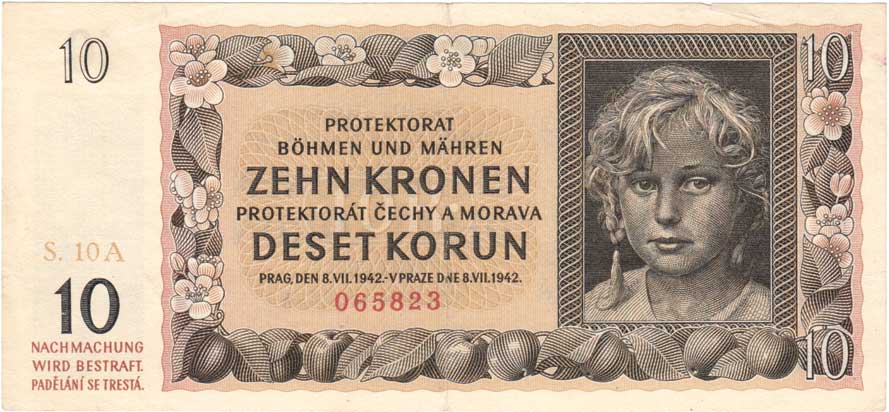 10
10
PROTEKTORAT
BÖHMEN UND MÄHREN
ZEHN KRONEN
PROTEKTORÁT ČECHY A MORAVA
DESET KORUN
PRAG, DEN 8. VII. 1942.-V PRAZE DNE 8. VII. 1942.
065823
S. 10A
10
NACHMACHUNG
WIRD BESTRAFT.
PADĚLÁNÍ SE TRESTÁ.
10